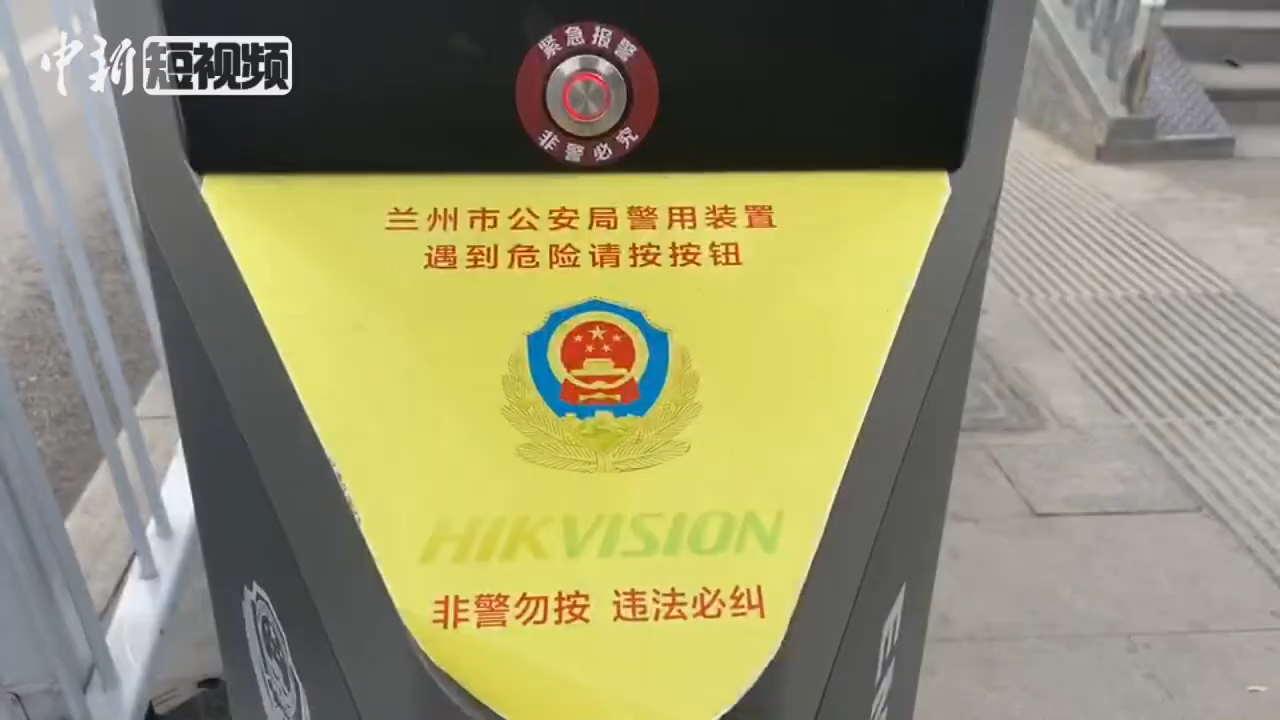 中新 短视频
紧急报警
非警必究
兰州市公安局警用装置
遇到危险请按按钮
HIKVISION
非警勿按 违法必纠